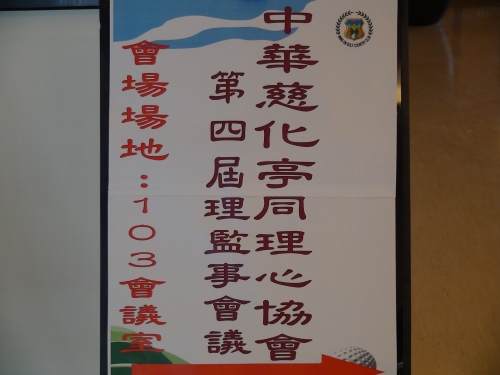 中華慈化亭同理心協會
第四屆理監事會議
會場場地：103會議室